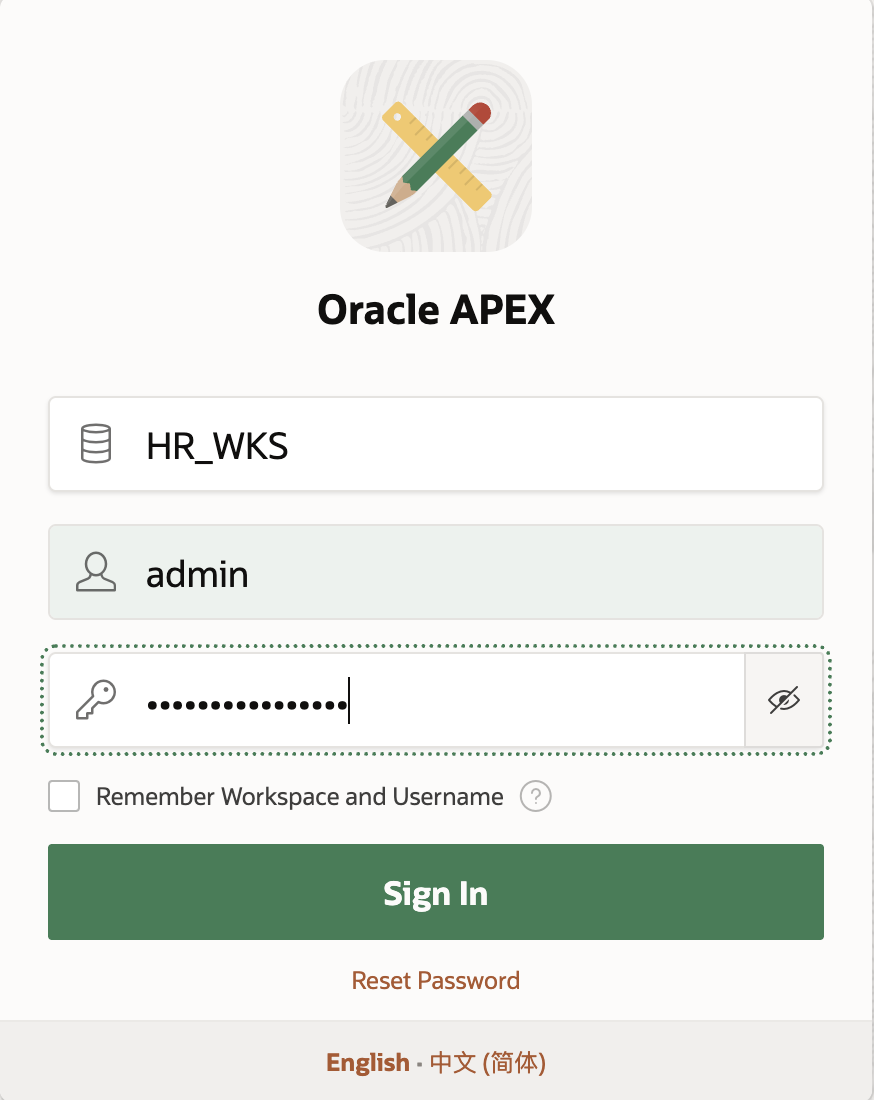 Oracle APEX
HR_WKS
admin
••••••••••••••••
Remember Workspace and Username ?
Sign In
Reset Password
English · 中文 (简体)